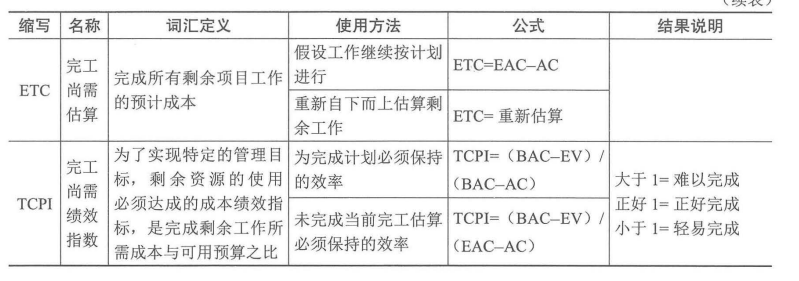 （续表）
缩写 名称 词汇定义 使用方法 公式 结果说明
ETC
完工
尚需
估算
完成所有剩余项目工作
的预计成本
假设工作继续按计划
进行
ETC=EAC–AC
重新自下而上估算剩
余工作
ETC= 重新估算
TCPI
完工
尚需
绩效
指数
为了实现特定的管理目
标，剩余资源的使用
必须达成的成本绩效指
标，是完成剩余工作所
需成本与可用预算之比
为完成计划必须保持
的效率
TCPI=（BAC–EV）/
（BAC–AC）
未完成当前完工估算
必须保持的效率
TCPI=（BAC–EV）/
（EAC–AC）
大于 1= 难以完成
正好 1= 正好完成
小于 1= 轻易完成